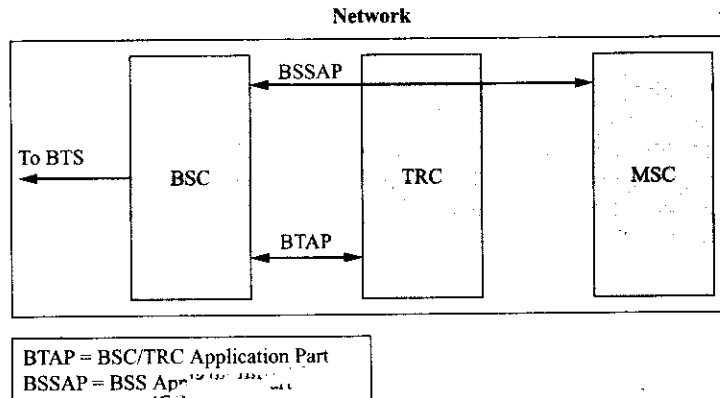 Network
BSSAP
To BTS
BSC
TRC
MSC
BTAP
BTAP = BSC/TRC Application Part
BSSAP = BSS